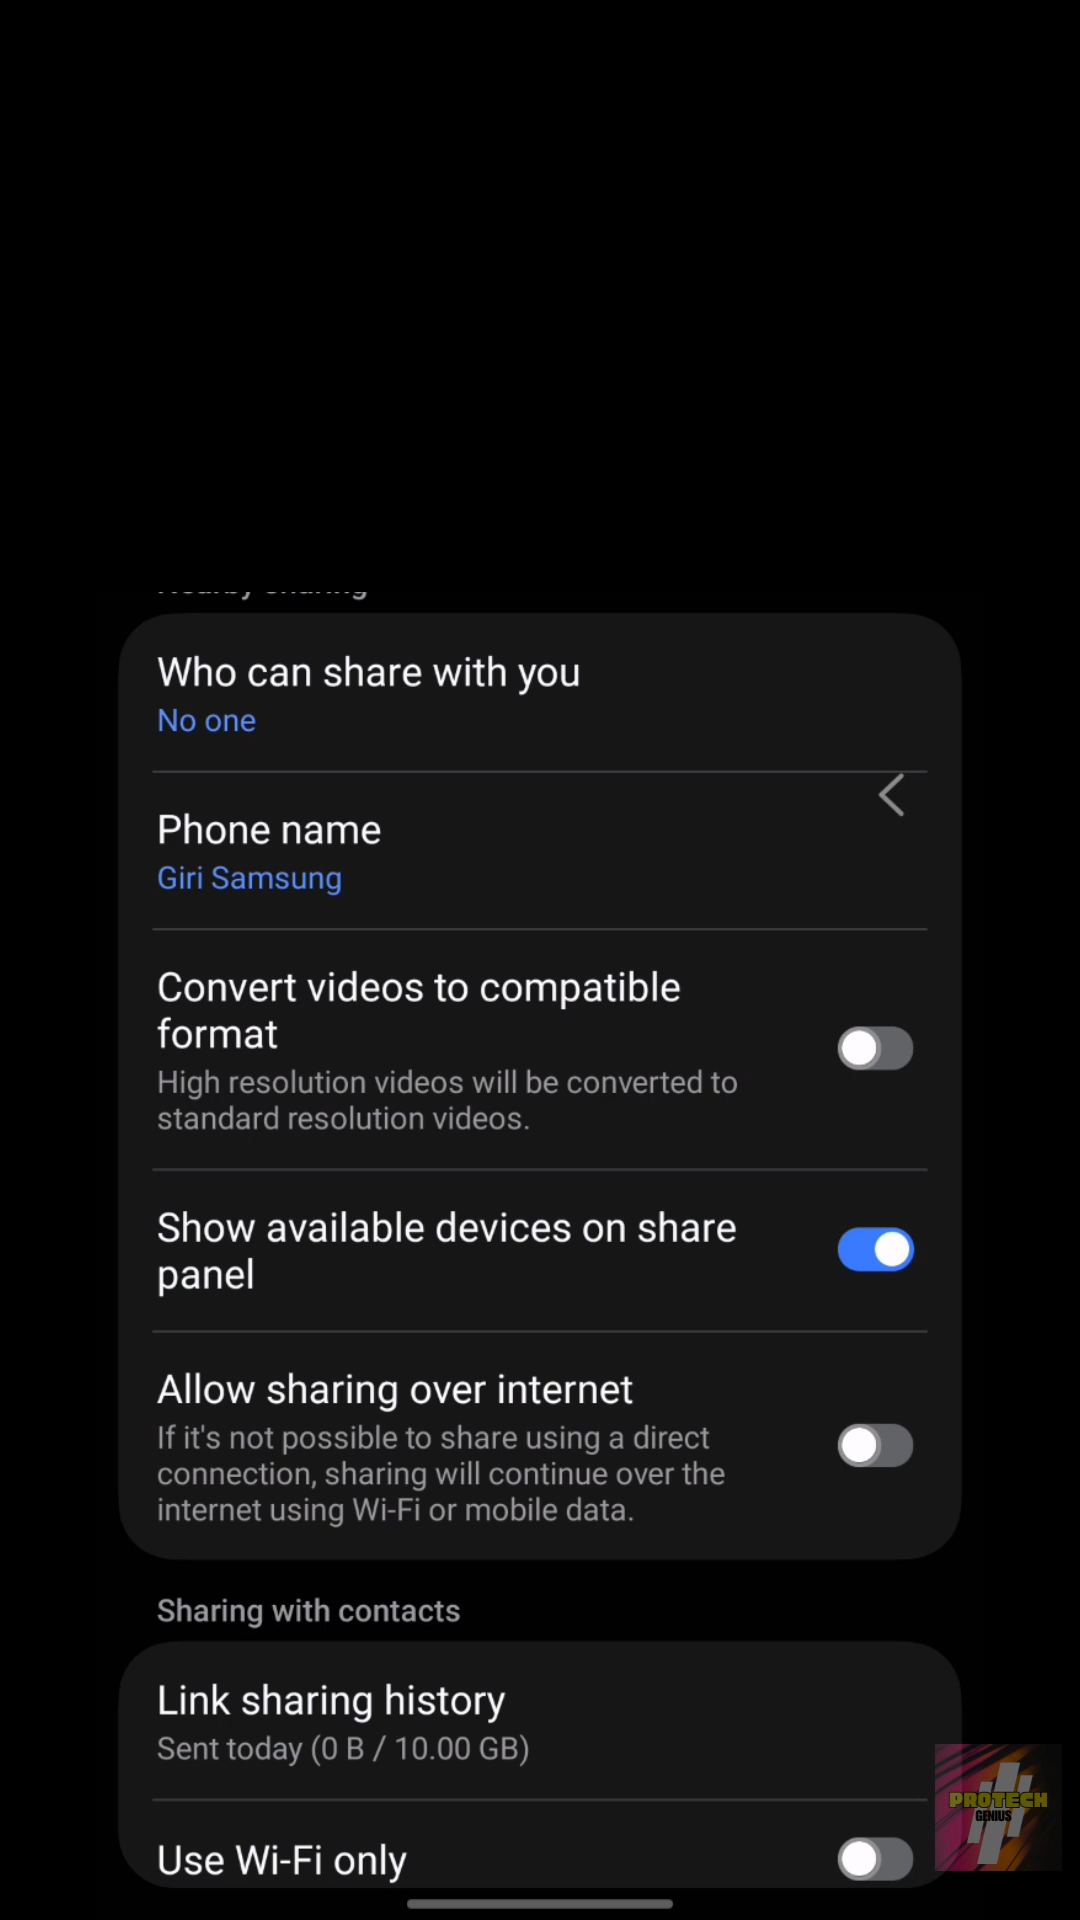 Nearby sharing
Who can share with you
No one
Phone name
Giri Samsung
Convert videos to compatible
format
High resolution videos will be converted to
standard resolution videos.
Show available devices on share
panel
Allow sharing over internet
If it's not possible to share using a direct
connection, sharing will continue over the
internet using Wi-Fi or mobile data.
Sharing with contacts
Link sharing history
Sent today (0 B / 10.00 GB)
Use Wi-Fi only
PROTECH
GENIUS